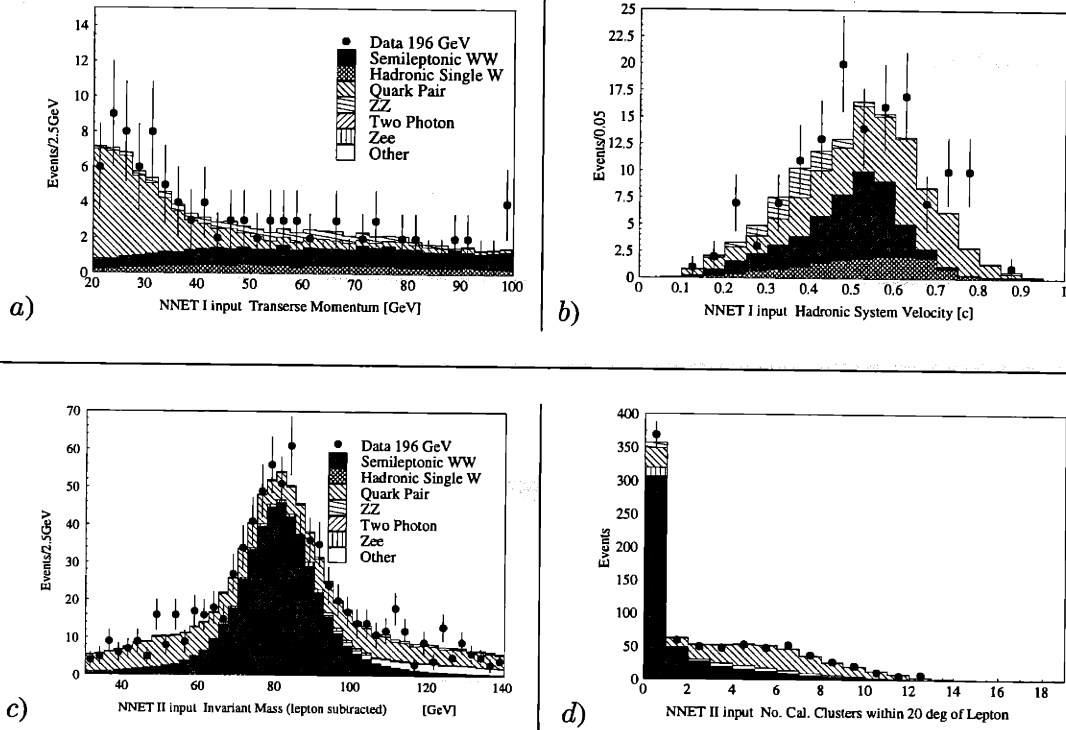 14
12
10
8
6
4
2
0
Events/2.5GeV
Data 196 GeV
Semileptonic WW
Hadronic Single W
Quark Pair
ZZ
Two Photon
Zee
Other
20 30 40 50 60 70 80 90 100
NNET I input Transerse Momentum [GeV]
a)
25
22.5
20
17.5
15
12.5
10
7.5
5
2.5
0
Events/0.05
0 0.1 0.2 0.3 0.4 0.5 0.6 0.7 0.8 0.9 1
NNET I input Hadronic System Velocity [c]
b)
70
60
50
40
30
20
10
0
Events/2.5GeV
Data 196 GeV
Semileptonic WW
Hadronic Single W
Quark Pair
ZZ
Two Photon
Zee
Other
40 60 80 100 120 140
NNET II input Invariant Mass (lepton subtracted) [GeV]
c)
400
350
300
250
200
150
100
50
0
Events
0 2 4 6 8 10 12 14 16 18
NNET II input No. Cal. Clusters within 20 deg of Lepton
d)